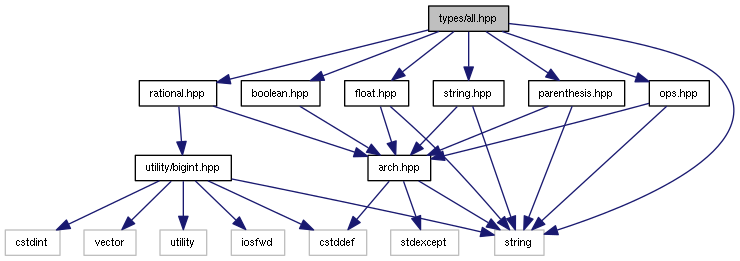 types/all.hpp
rational.hpp
boolean.hpp
float.hpp
string.hpp
parenthesis.hpp
ops.hpp
utility/bigint.hpp
arch.hpp
cstdint
vector
utility
iosfwd
cstddef
stdexcept
string